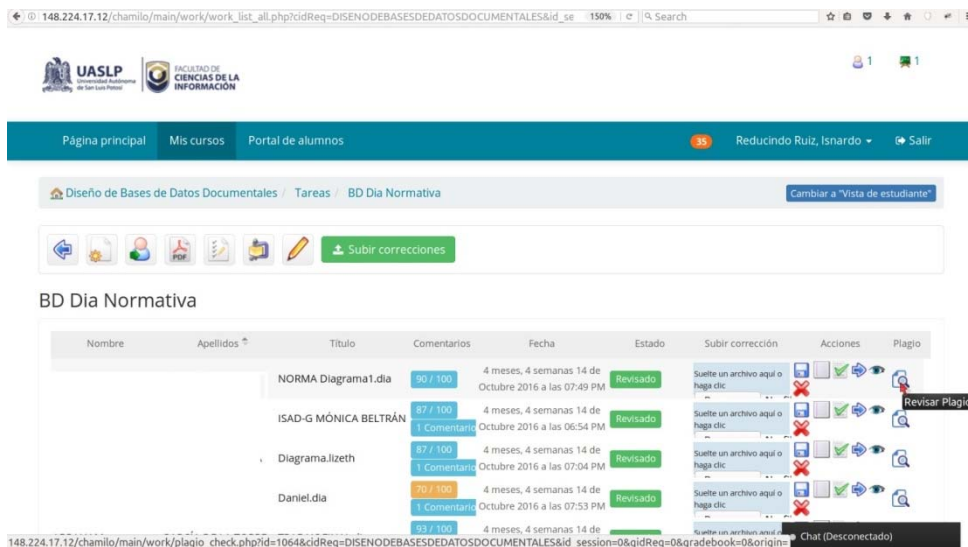 148.224.17.12/chamilo/main/work/work_list_all.php?cidReq=DISENODEBASESDEDATOSDOCUMENTALES&id_se 150% Search
UASLP
Universidad Autónoma
de San Luis Potosí
FACULTAD DE
CIENCIAS DE LA
INFORMACIÓN
1 1
Página principal Mis cursos Portal de alumnos 35 Reducindo Ruiz, Isnardo Salir
Diseño de Bases de Datos Documentales / Tareas / BD Dia Normativa Cambiar a "Vista de estudiante"
PDF Subir correcciones
BD Dia Normativa
Nombre Apellidos Título Comentarios Fecha Estado Subir corrección Acciones Plagio
NORMA Diagrama1.dia 90 / 100 4 meses, 4 semanas 14 de Octubre 2016 a las 07:49 PM Revisado Suelte un archivo aquí o haga clic
Revisar Plagio
ISAD-G MÓNICA BELTRÁN 87 / 100 1 Comentario 4 meses, 4 semanas 14 de Octubre 2016 a las 06:54 PM Revisado Suelte un archivo aquí o haga clic
Diagrama.lizeth 87 / 100 1 Comentario 4 meses, 4 semanas 14 de Octubre 2016 a las 07:04 PM Revisado Suelte un archivo aquí o haga clic
Daniel.dia 70 / 100 1 Comentario 4 meses, 4 semanas 14 de Octubre 2016 a las 07:53 PM Revisado Suelte un archivo aquí o haga clic
93 / 100 4 meses, 4 semanas 14 de
Chat (Desconectado)
148.224.17.12/chamilo/main/work/plagio_check.php?id=1064&cidReq=DISENODEBASESDEDATOSDOCUMENTALES&id_session=0&gidReq=0&gradebook=0&origin=